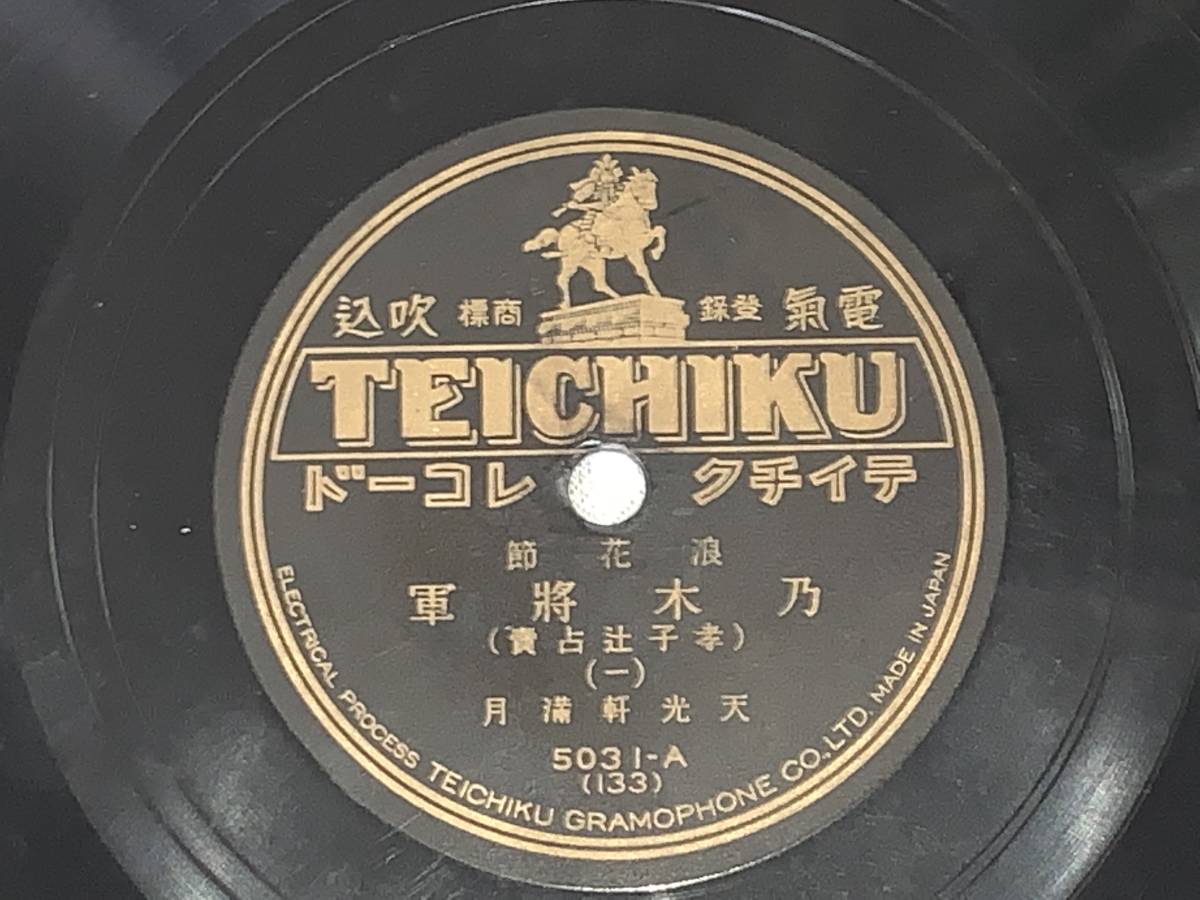 電氣 登錄 商標 吹込
TEICHIKU
テイチク レコード
浪花節
乃木將軍
(孝子辻占賣)
(一)
天光軒滿月
5031-A
(133)
ELECTRICAL PROCESS TEICHIKU GRAMOPHONE CO., LTD. MADE IN JAPAN